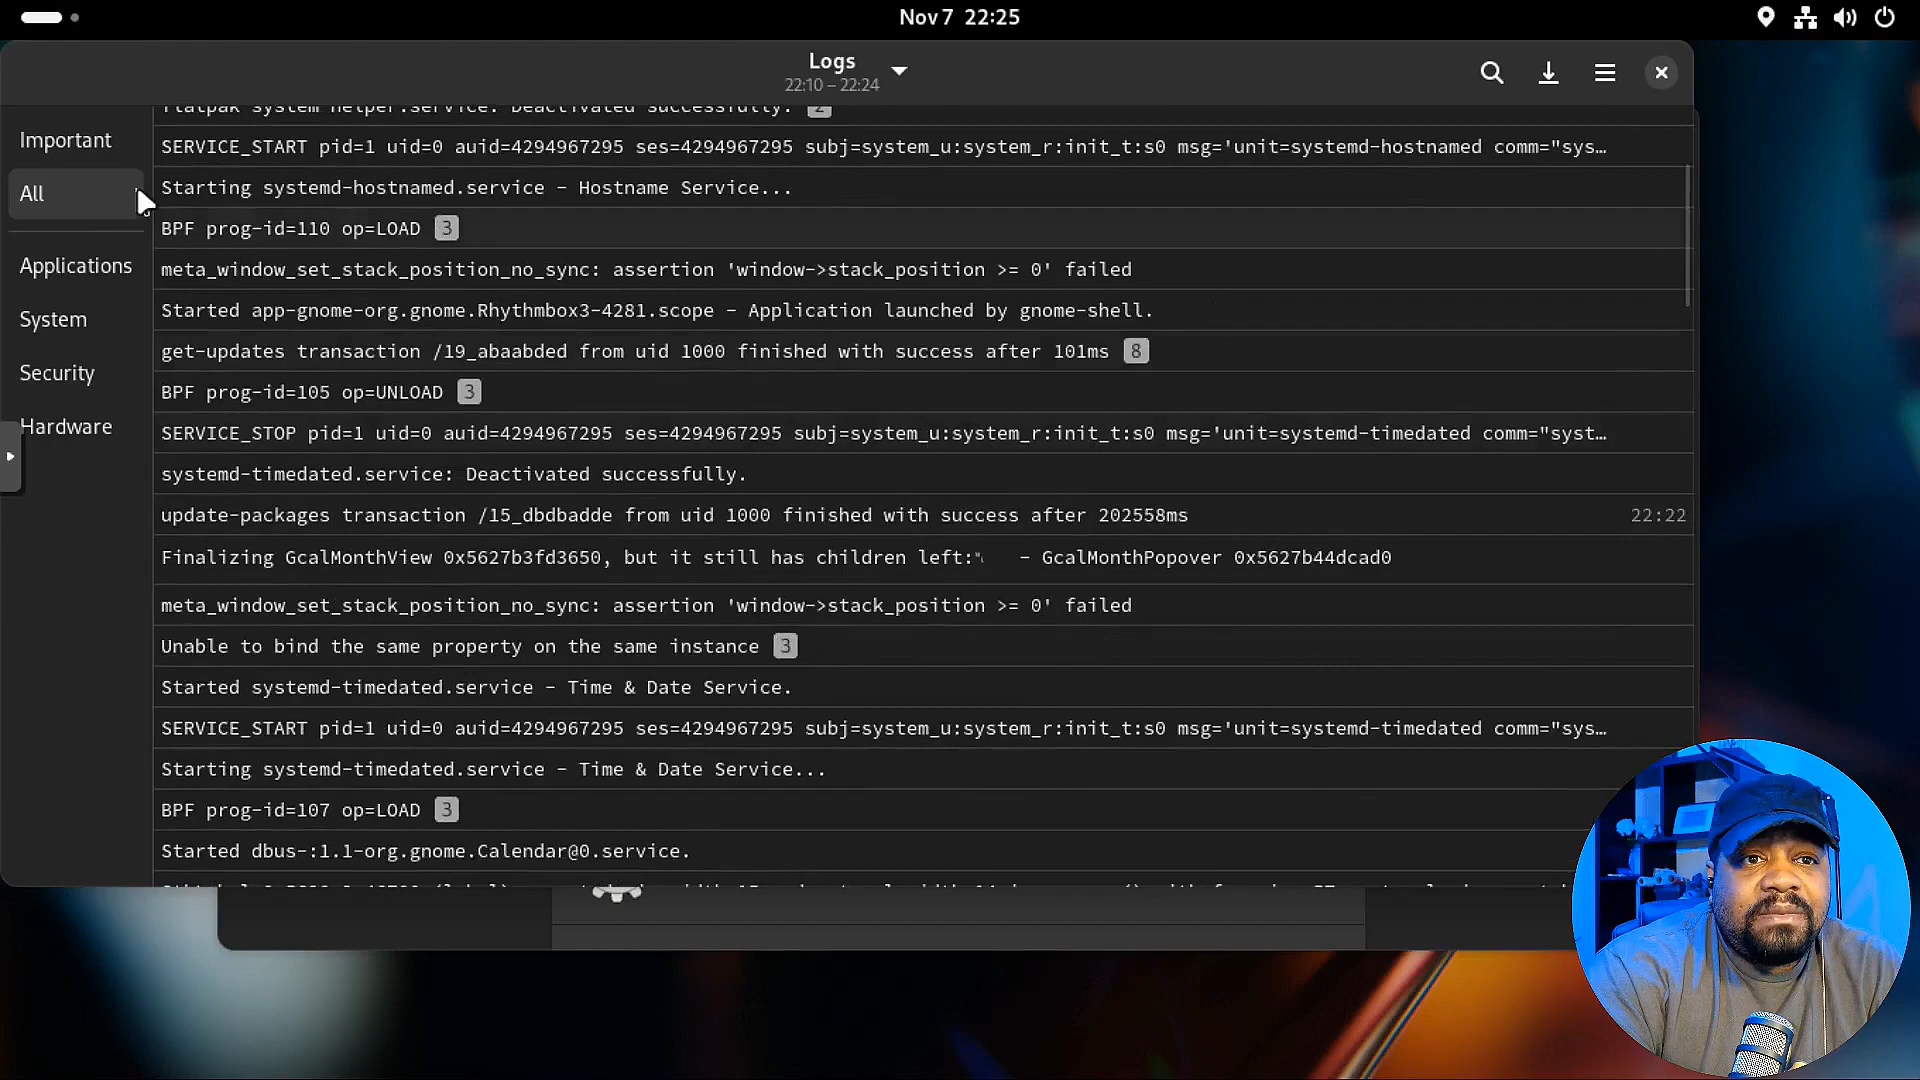 Nov 7 22:25
Logs
22:10 – 22:24
Important
All
Applications
System
Security
Hardware
flatpak system helper.service: Deactivated successfully. 2
SERVICE_START pid=1 uid=0 auid=4294967295 ses=4294967295 subj=system_u:system_r:init_t:s0 msg='unit=systemd-hostnamed comm="sys…
Starting systemd-hostnamed.service - Hostname Service...
BPF prog-id=110 op=LOAD 3
meta_window_set_stack_position_no_sync: assertion 'window->stack_position >= 0' failed
Started app-gnome-org.gnome.Rhythmbox3-4281.scope - Application launched by gnome-shell.
get-updates transaction /19_abaabded from uid 1000 finished with success after 101ms 8
BPF prog-id=105 op=UNLOAD 3
SERVICE_STOP pid=1 uid=0 auid=4294967295 ses=4294967295 subj=system_u:system_r:init_t:s0 msg='unit=systemd-timedated comm="syst…
systemd-timedated.service: Deactivated successfully.
update-packages transaction /15_dbdbadde from uid 1000 finished with success after 202558ms 22:22
Finalizing GcalMonthView 0x5627b3fd3650, but it still has children left: - GcalMonthPopover 0x5627b44dcad0
meta_window_set_stack_position_no_sync: assertion 'window->stack_position >= 0' failed
Unable to bind the same property on the same instance 3
Started systemd-timedated.service - Time & Date Service.
SERVICE_START pid=1 uid=0 auid=4294967295 ses=4294967295 subj=system_u:system_r:init_t:s0 msg='unit=systemd-timedated comm="sys…
Starting systemd-timedated.service - Time & Date Service...
BPF prog-id=107 op=LOAD 3
Started dbus-:1.1-org.gnome.Calendar@0.service.